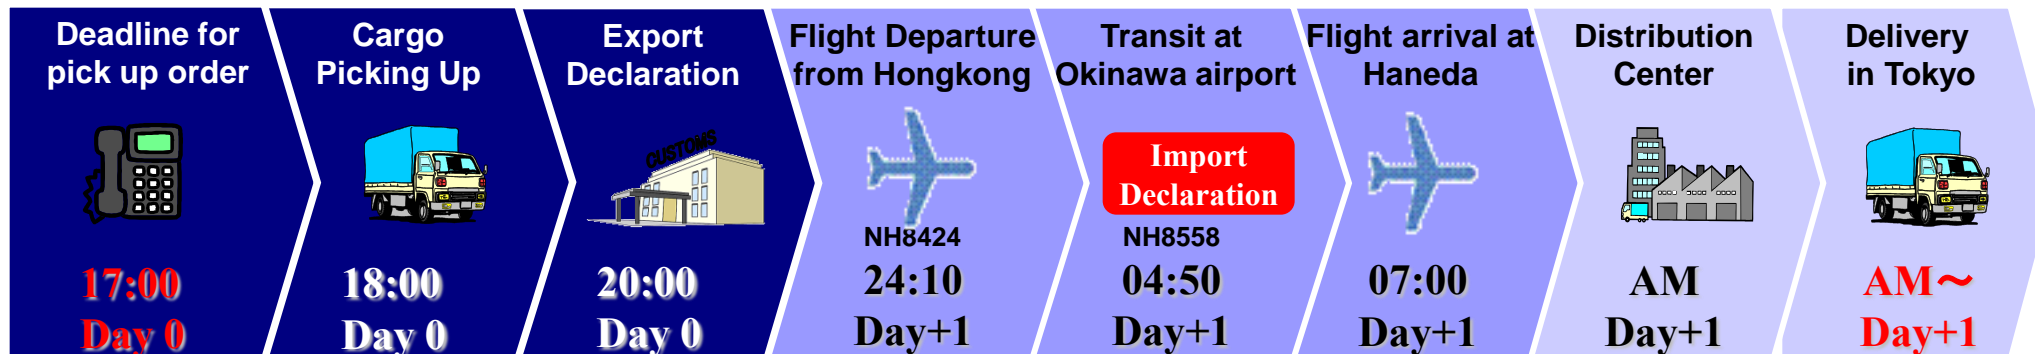 Deadline for
pick up order
17:00
Day 0
Cargo
Picking Up
18:00
Day 0
Export
Declaration
CUSTOMS
20:00
Day 0
Flight Departure
from Hongkong
NH8424
24:10
Day+1
Transit at
Okinawa airport
Import
Declaration
NH8558
04:50
Day+1
Flight arrival at
Haneda
07:00
Day+1
Distribution
Center
AM
Day+1
Delivery
in Tokyo
AM～
Day+1